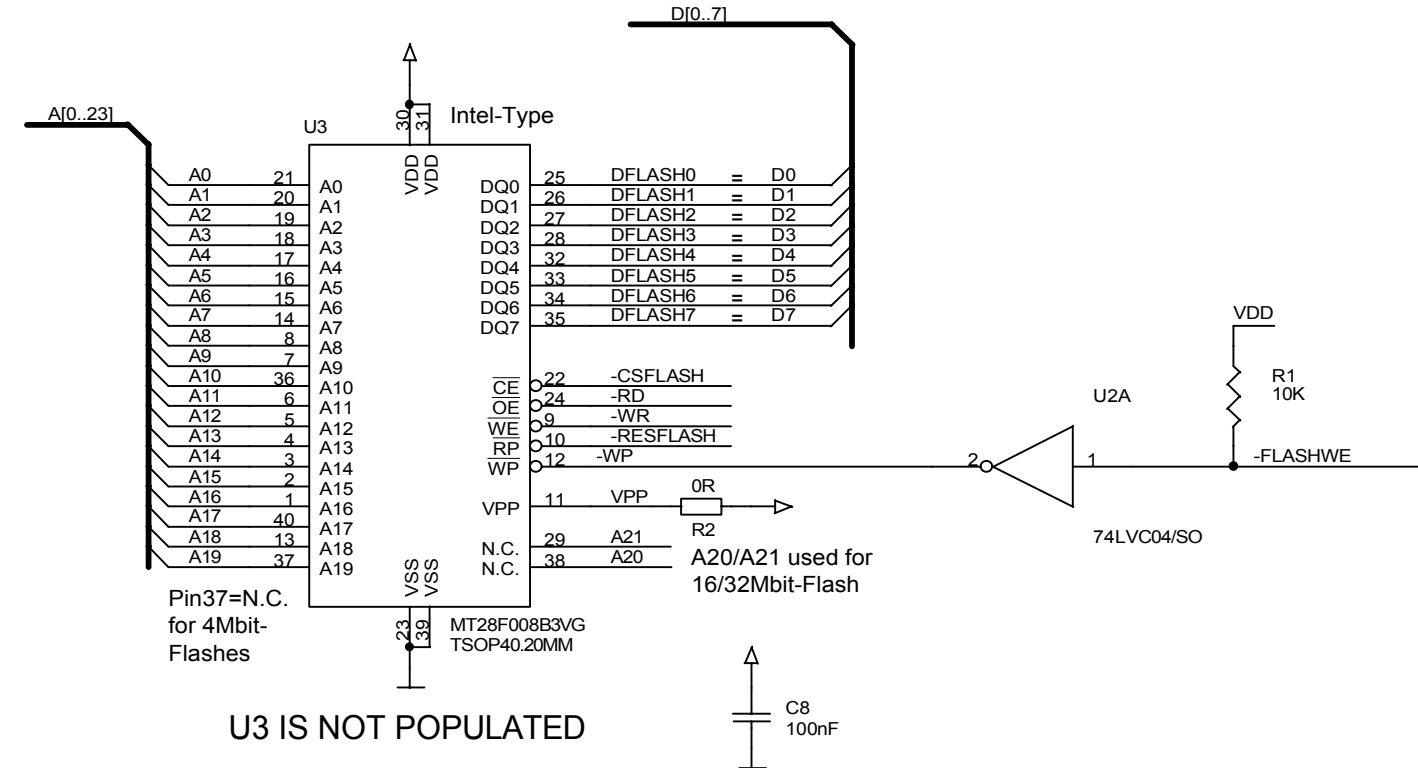 D[0..7]
A[0..23]
U3
30
31
Intel-Type
VDD
VDD
A0 21 A0 DQ0 25 DFLASH0 = D0
A1 20 A1 DQ1 26 DFLASH1 = D1
A2 19 A2 DQ2 27 DFLASH2 = D2
A3 18 A3 DQ3 28 DFLASH3 = D3
A4 17 A4 DQ4 32 DFLASH4 = D4
A5 16 A5 DQ5 33 DFLASH5 = D5
A6 15 A6 DQ6 34 DFLASH6 = D6
A7 14 A7 DQ7 35 DFLASH7 = D7
A8 8 A8
A9 7 A9
A10 36 A10 CE 22 -CSFLASH
A11 6 A11 OE 24 -RD
A12 5 A12 WE 9 -WR
A13 4 A13 RP 10 -RESFLASH
A14 3 A14 WP 12 -WP
A15 2 A15
A16 1 A16 VPP 11 VPP 0R
A17 40 A17
A18 13 A18 N.C. 29 A21
A19 37 A19 N.C. 38 A20
R2
A20/A21 used for
16/32Mbit-Flash
VDD
R1
10K
U2A
2 1 -FLASHWE
74LVC04/SO
VSS
VSS
23
39
Pin37=N.C.
for 4Mbit-
Flashes
MT28F008B3VG
TSOP40.20MM
U3 IS NOT POPULATED
C8
100nF